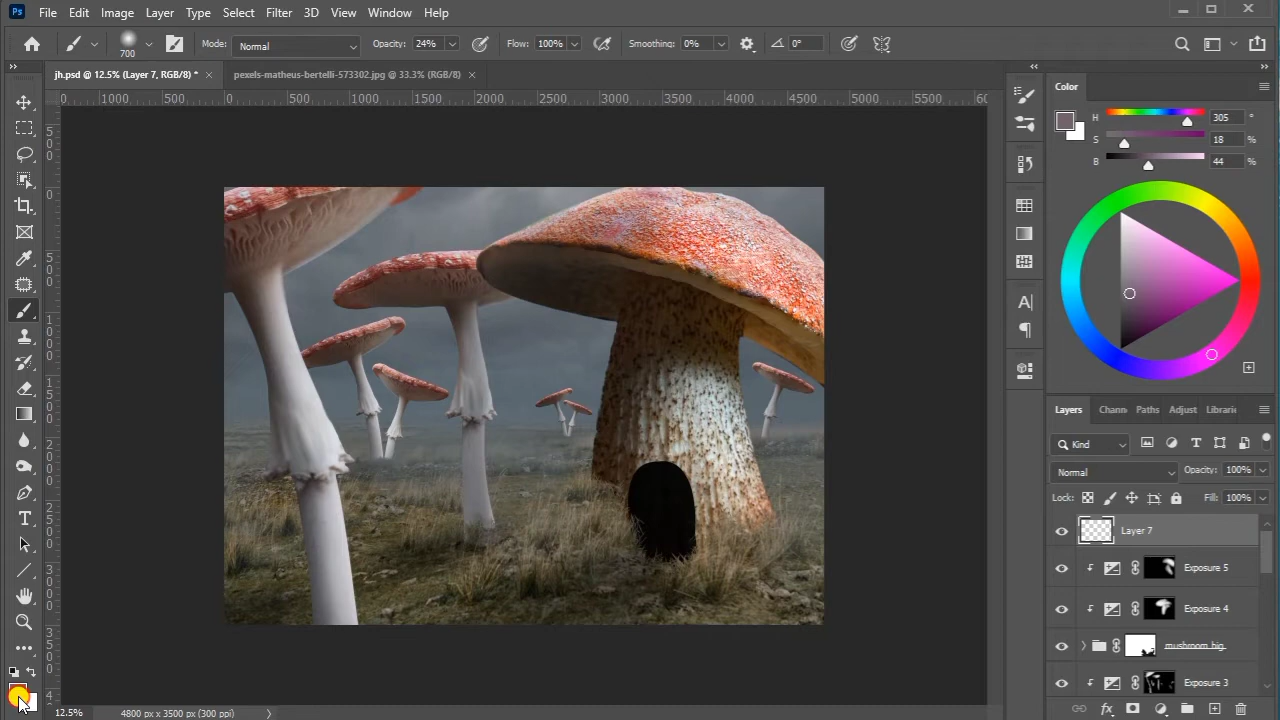 Ps File Edit Image Layer Type Select Filter 3D View Window Help
700 Mode: Normal Opacity: 24% Flow: 100% Smoothing: 0% 0°
jh.psd @ 12.5% (Layer 7, RGB/8) * × pexels-matheus-bertelli-573302.jpg @ 33.3% (RGB/8) ×
0 1000 500 0 500 1000 1500 2000 2500 3000 3500 4000 4500 5000 5500
Color
H 305 °
S 18 %
B 44 %
Layers Chann Paths Adjust Librari
Kind
Normal Opacity: 100%
Lock: Fill: 100%
Layer 7
Exposure 5
Exposure 4
mushroom big
Exposure 3
12.5% 4800 px x 3500 px (300 ppi)